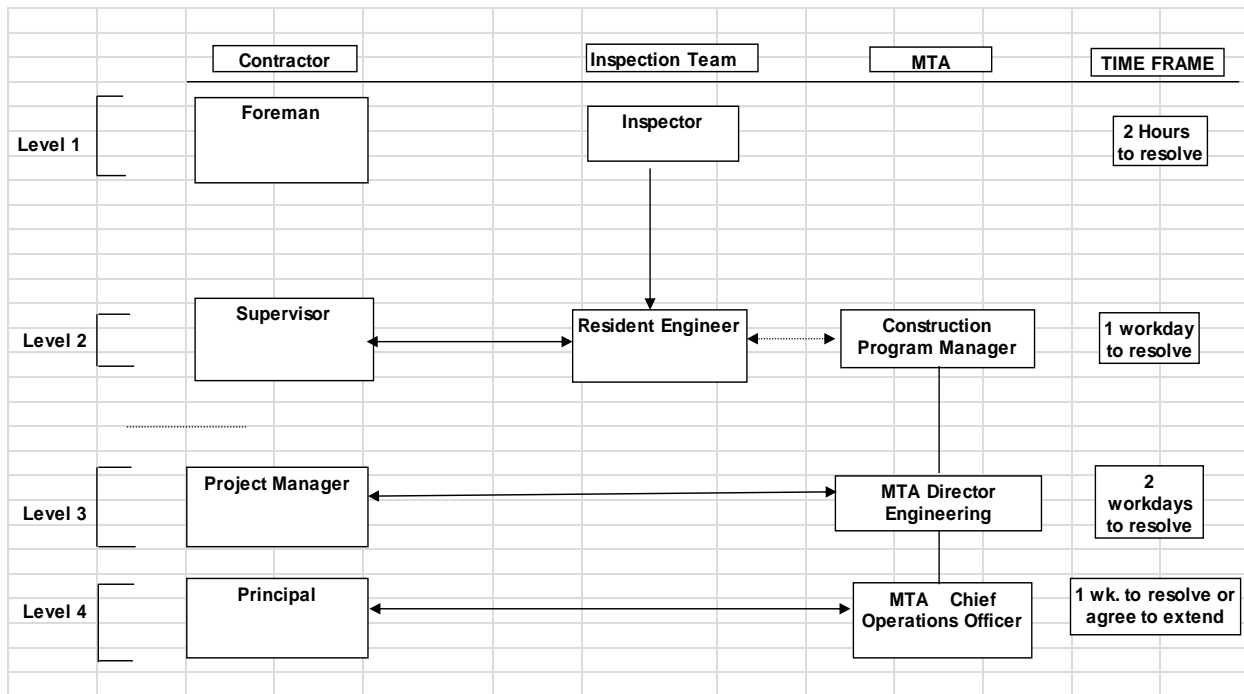 Contractor
Inspection Team
MTA
TIME FRAME
Level 1
Foreman
Inspector
2 Hours
to resolve
Level 2
Supervisor
Resident Engineer
Construction
Program Manager
1 workday
to resolve
Level 3
Project Manager
MTA Director
Engineering
2
workdays
to resolve
Level 4
Principal
MTA Chief
Operations Officer
1 wk. to resolve or
agree to extend